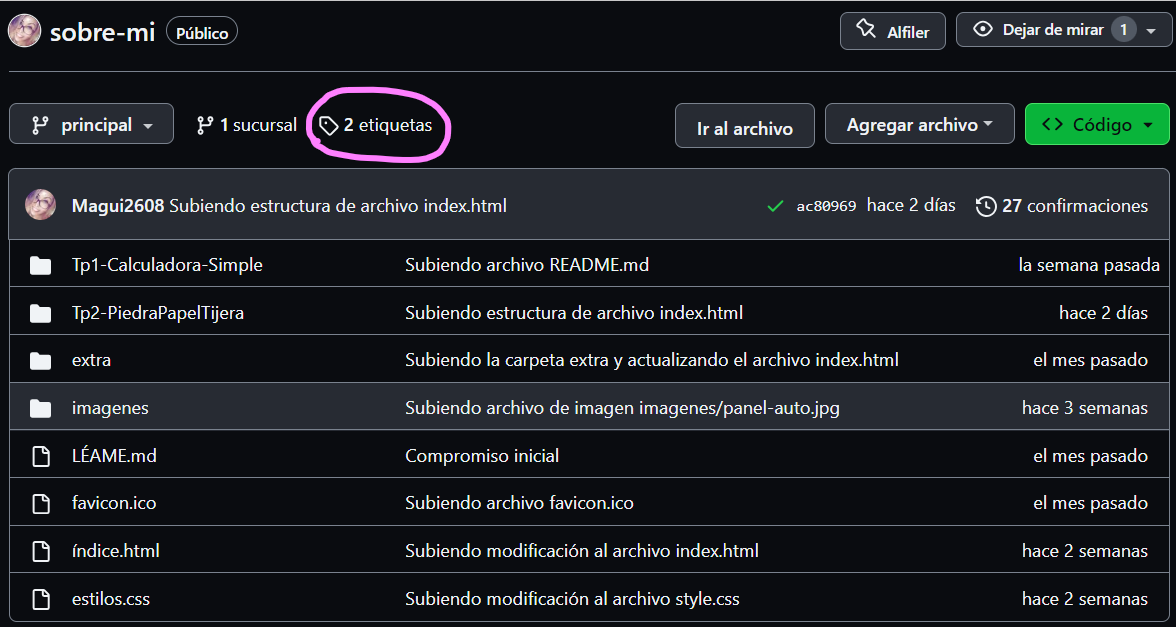 sobre-mi Público Alfiler Dejar de mirar 1
principal 1 sucursal 2 etiquetas Ir al archivo Agregar archivo Código
Magui2608 Subiendo estructura de archivo index.html ac80969 hace 2 días 27 confirmaciones
Tp1-Calculadora-Simple Subiendo archivo README.md la semana pasada
Tp2-PiedraPapelTijera Subiendo estructura de archivo index.html hace 2 días
extra Subiendo la carpeta extra y actualizando el archivo index.html el mes pasado
imagenes Subiendo archivo de imagen imagenes/panel-auto.jpg hace 3 semanas
LÉAME.md Compromiso inicial el mes pasado
favicon.ico Subiendo archivo favicon.ico el mes pasado
índice.html Subiendo modificación al archivo index.html hace 2 semanas
estilos.css Subiendo modificación al archivo style.css hace 2 semanas